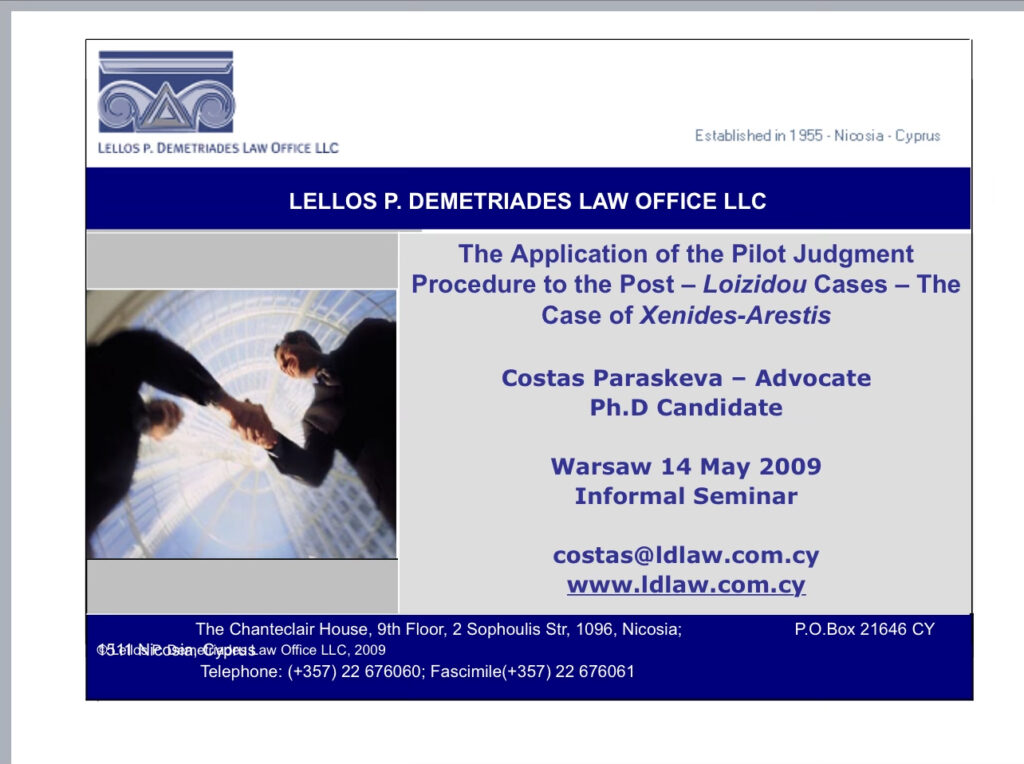 LELLOS P. DEMETRIADES LAW OFFICE LLC
Established in 1955 - Nicosia - Cyprus
LELLOS P. DEMETRIADES LAW OFFICE LLC
The Application of the Pilot Judgment
Procedure to the Post – Loizidou Cases – The
Case of Xenides-Arestis
Costas Paraskeva – Advocate
Ph.D Candidate
Warsaw 14 May 2009
Informal Seminar
costas@ldlaw.com.cy
www.ldlaw.com.cy
The Chanteclair House, 9th Floor, 2 Sophoulis Str, 1096, Nicosia; P.O.Box 21646 CY
1511 Nicosia, Cyprus
© Lellos P. Demetriades Law Office LLC, 2009
Telephone: (+357) 22 676060; Fascimile(+357) 22 676061